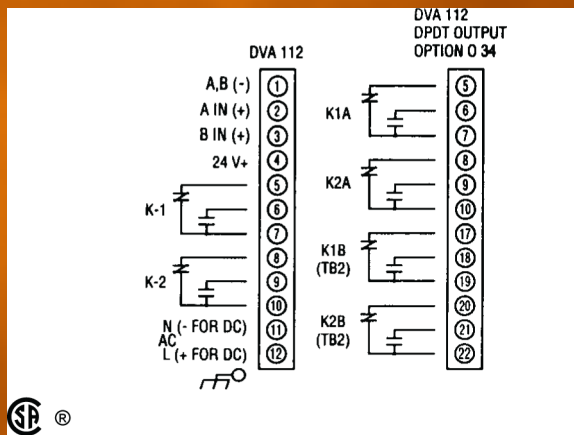 DVA 112
A,B (-) 1
A IN (+) 2
B IN (+) 3
24 V+ 4
5
K-1 6
7
8
K-2 9
10
N (- FOR DC) 11
AC
L (+ FOR DC) 12
DVA 112
DPDT OUTPUT
OPTION O 34
5
K1A 6
7
8
K2A 9
10
17
K1B 18
(TB2)
19
20
K2B 21
(TB2)
22
SA ®